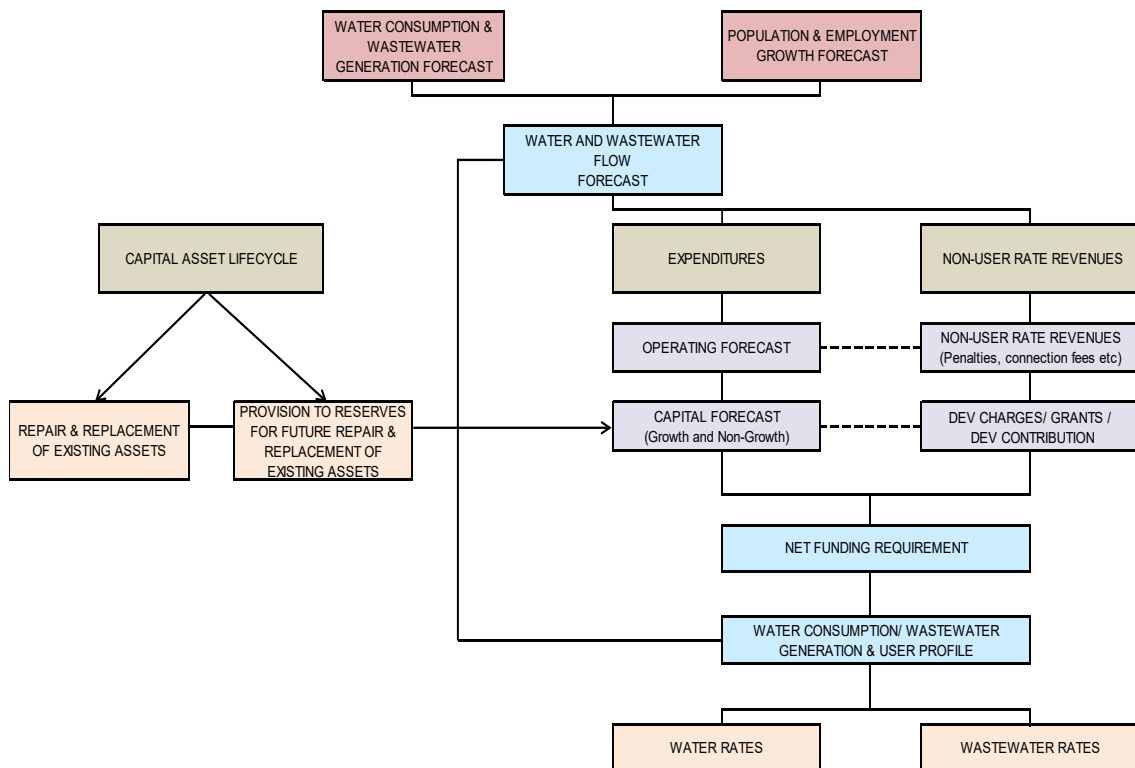 WATER CONSUMPTION &
WASTEWATER
GENERATION FORECAST
POPULATION & EMPLOYMENT
GROWTH FORECAST
WATER AND WASTEWATER
FLOW
FORECAST
CAPITAL ASSET LIFECYCLE
EXPENDITURES
NON-USER RATE REVENUES
OPERATING FORECAST
NON-USER RATE REVENUES
(Penalties, connection fees etc)
REPAIR & REPLACEMENT
OF EXISTING ASSETS
PROVISION TO RESERVES
FOR FUTURE REPAIR &
REPLACEMENT OF
EXISTING ASSETS
CAPITAL FORECAST
(Growth and Non-Growth)
DEV CHARGES/ GRANTS /
DEV CONTRIBUTION
NET FUNDING REQUIREMENT
WATER CONSUMPTION/ WASTEWATER
GENERATION & USER PROFILE
WATER RATES
WASTEWATER RATES